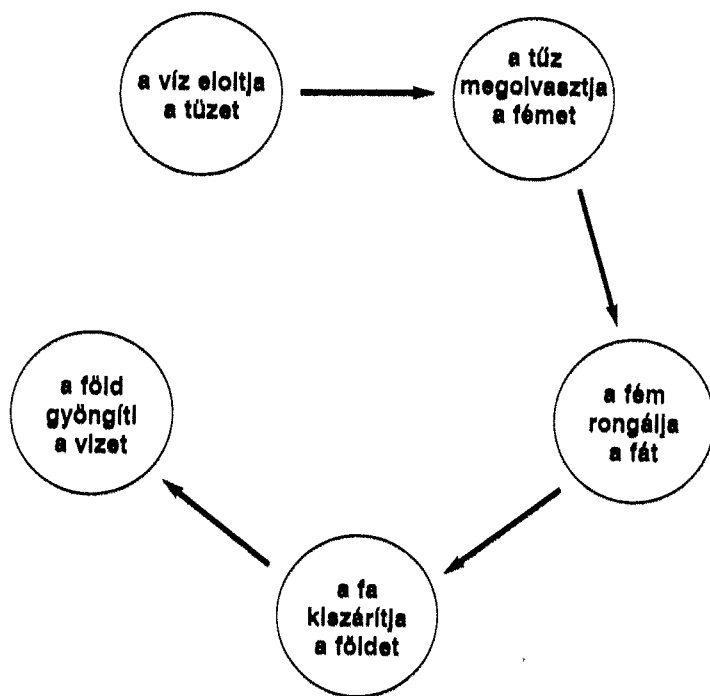 a víz eloltja
a tüzet
a tűz
megolvasztja
a fémet
a fém
rongálja
a fát
a fa
kiszárítja
a földet
a föld
gyöngíti
a vizet